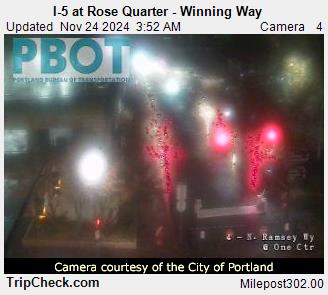 I-5 at Rose Quarter - Winning Way
Updated Nov 24 2024 3:52 AM Camera 4
PBOT
PORTLAND BUREAU OF TRANSPORTATION
4 - N. Ramsey Wy
@ One Ctr
Camera courtesy of the City of Portland
TripCheck.com Milepost302.00